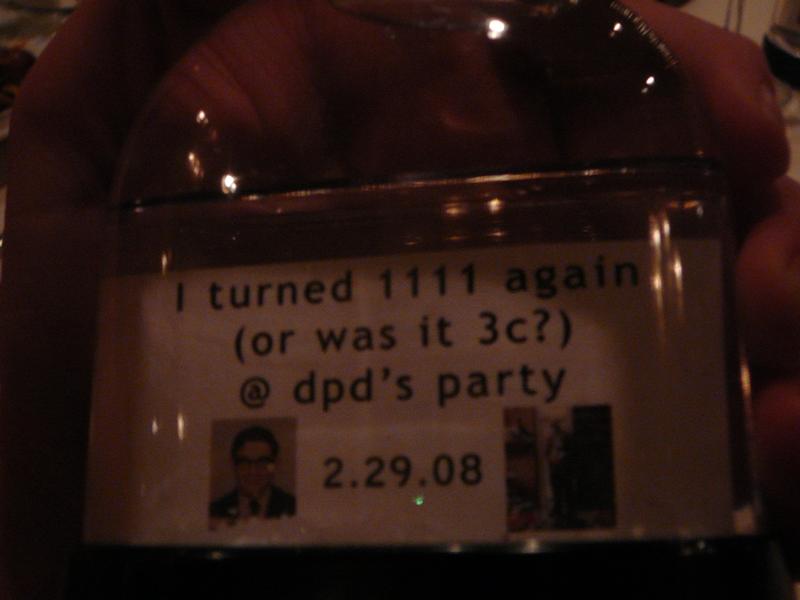 I turned 1111 again
(or was it 3c?)
@ dpd's party
2.29.08